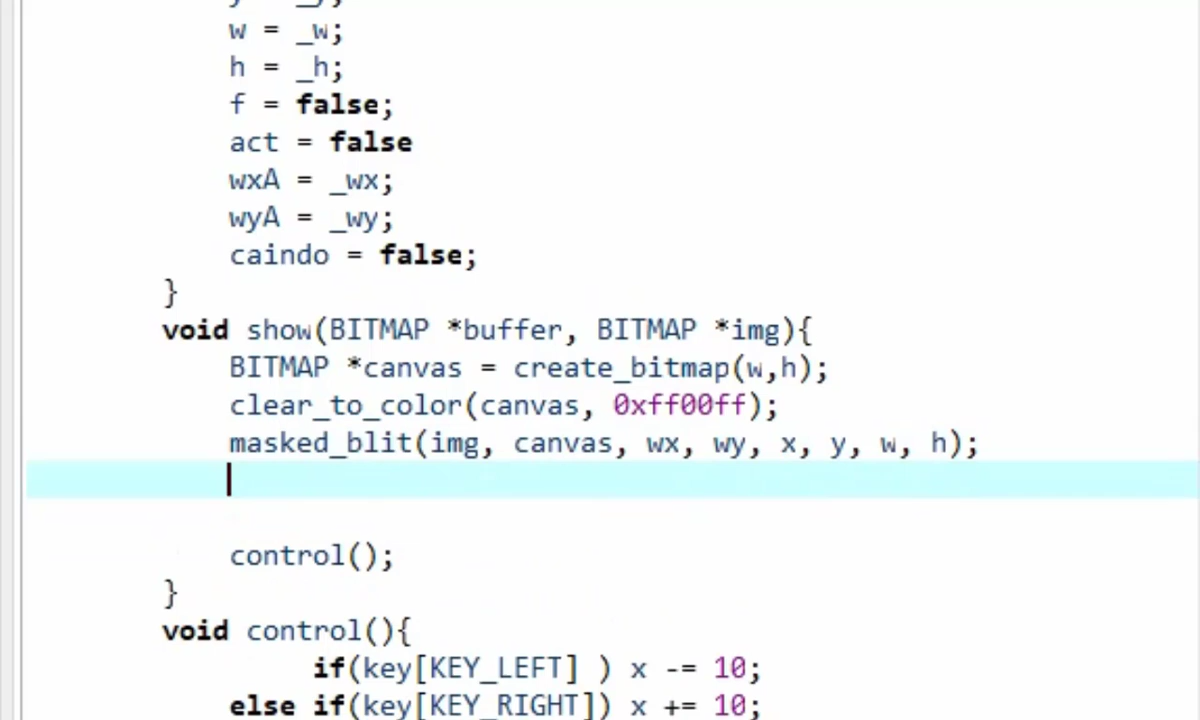 w = _w;
h = _h;
f = false;
act = false
wxA = _wx;
wyA = _wy;
caindo = false;
}
void show(BITMAP *buffer, BITMAP *img){
BITMAP *canvas = create_bitmap(w,h);
clear_to_color(canvas, 0xff00ff);
masked_blit(img, canvas, wx, wy, x, y, w, h);
control();
}
void control(){
if(key[KEY_LEFT] ) x -= 10;
else if(key[KEY_RIGHT]) x += 10;